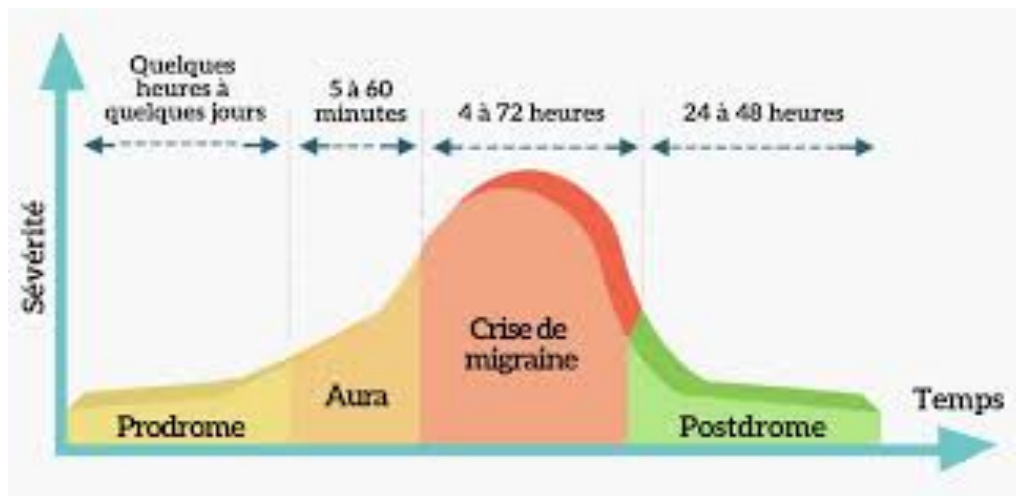 Quelques
heures à
quelques jours
5 à 60
minutes
4 à 72 heures
24 à 48 heures
Sévérité
Crise de
migraine
Aura
Prodrome
Postdrome
Temps